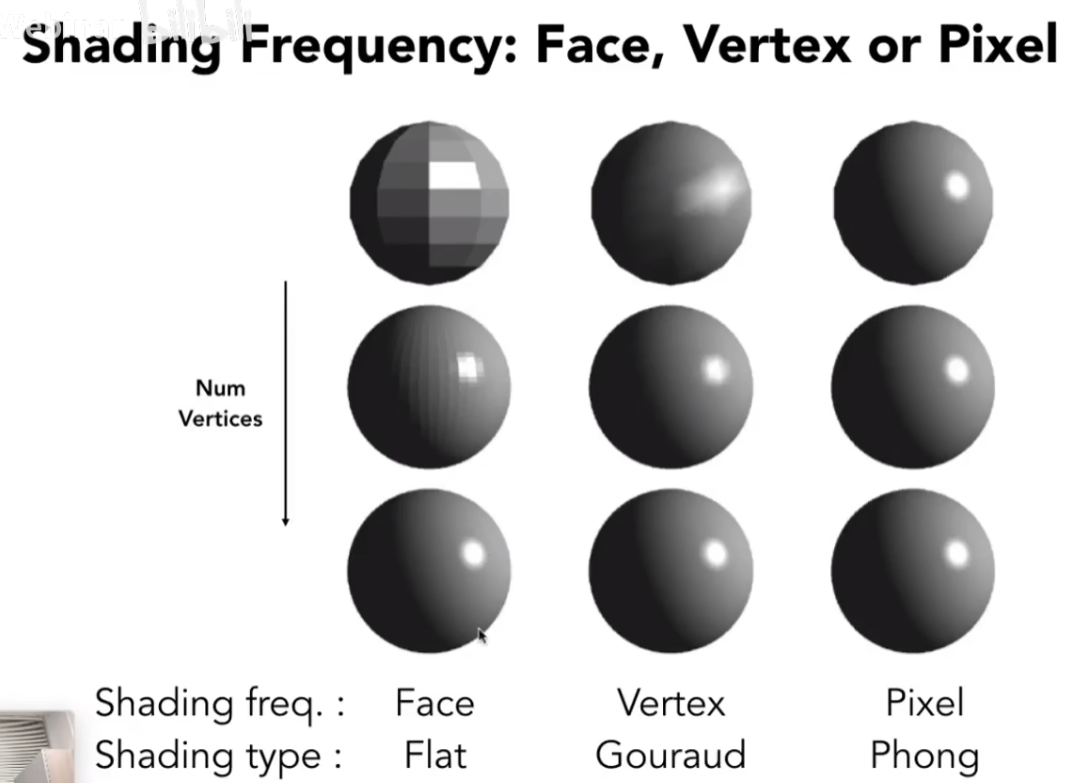 Shading Frequency: Face, Vertex or Pixel
Num
Vertices
Shading freq. : Face Vertex Pixel
Shading type : Flat Gouraud Phong